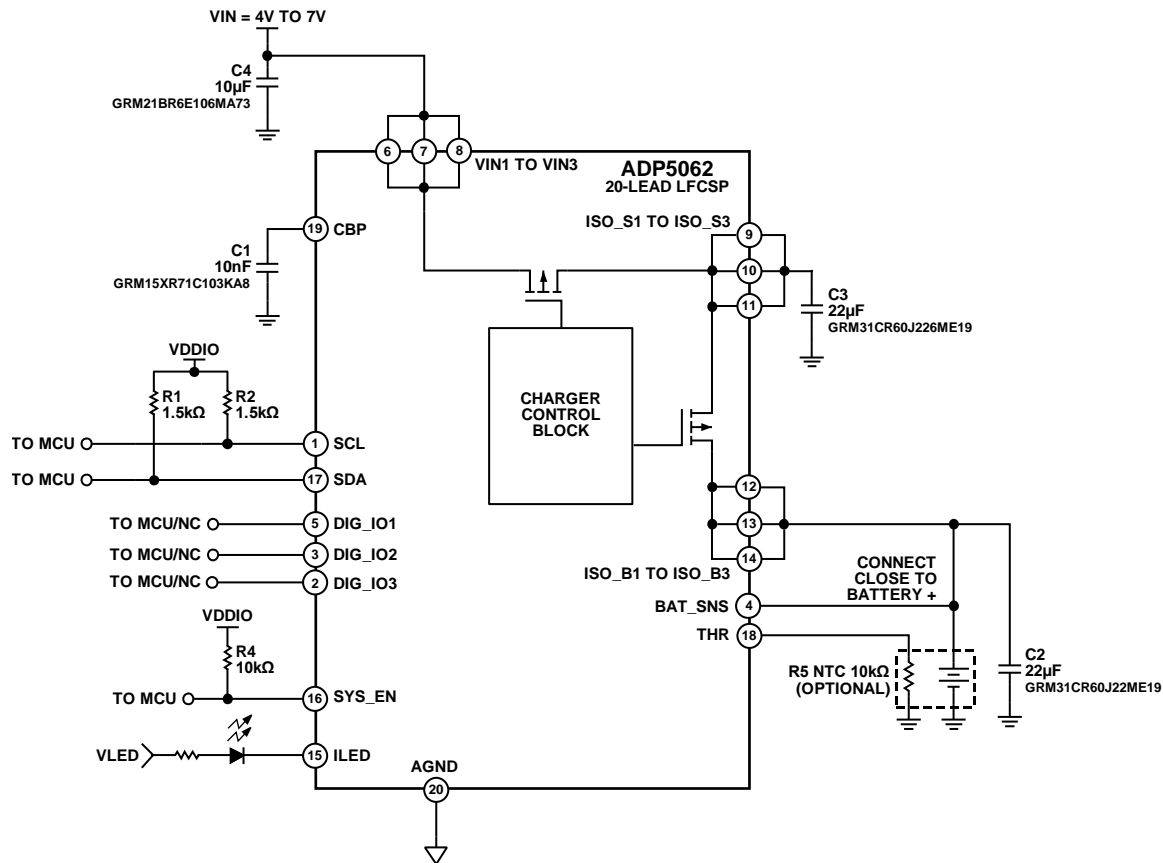 VIN = 4V TO 7V
C4
10µF
GRM21BR6E106MA73
6
7
8
VIN1 TO VIN3
ADP5062
20-LEAD LFCSP
19
CBP
C1
10nF
GRM15XR71C103KA8
ISO_S1 TO ISO_S3
9
10
11
C3
22µF
GRM31CR60J226ME19
VDDIO
R1
1.5kΩ
R2
1.5kΩ
CHARGER
CONTROL
BLOCK
TO MCU
1
SCL
TO MCU
17
SDA
TO MCU/NC
5
DIG_IO1
TO MCU/NC
3
DIG_IO2
TO MCU/NC
2
DIG_IO3
12
13
14
ISO_B1 TO ISO_B3
CONNECT
CLOSE TO
BATTERY +
BAT_SNS
4
THR
18
VDDIO
R4
10kΩ
R5 NTC 10kΩ
(OPTIONAL)
C2
22µF
GRM31CR60J22ME19
TO MCU
16
SYS_EN
VLED
15
ILED
AGND
20